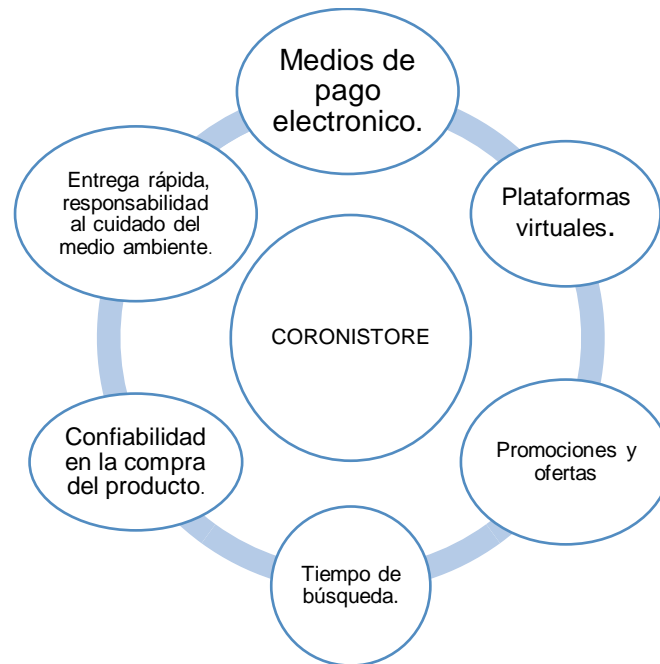 Medios de
pago
electronico.
Plataformas
virtuales.
Promociones y
ofertas
Tiempo de
búsqueda.
Confiabilidad
en la compra
del producto.
Entrega rápida,
responsabilidad
al cuidado del
medio ambiente.
CORONISTORE